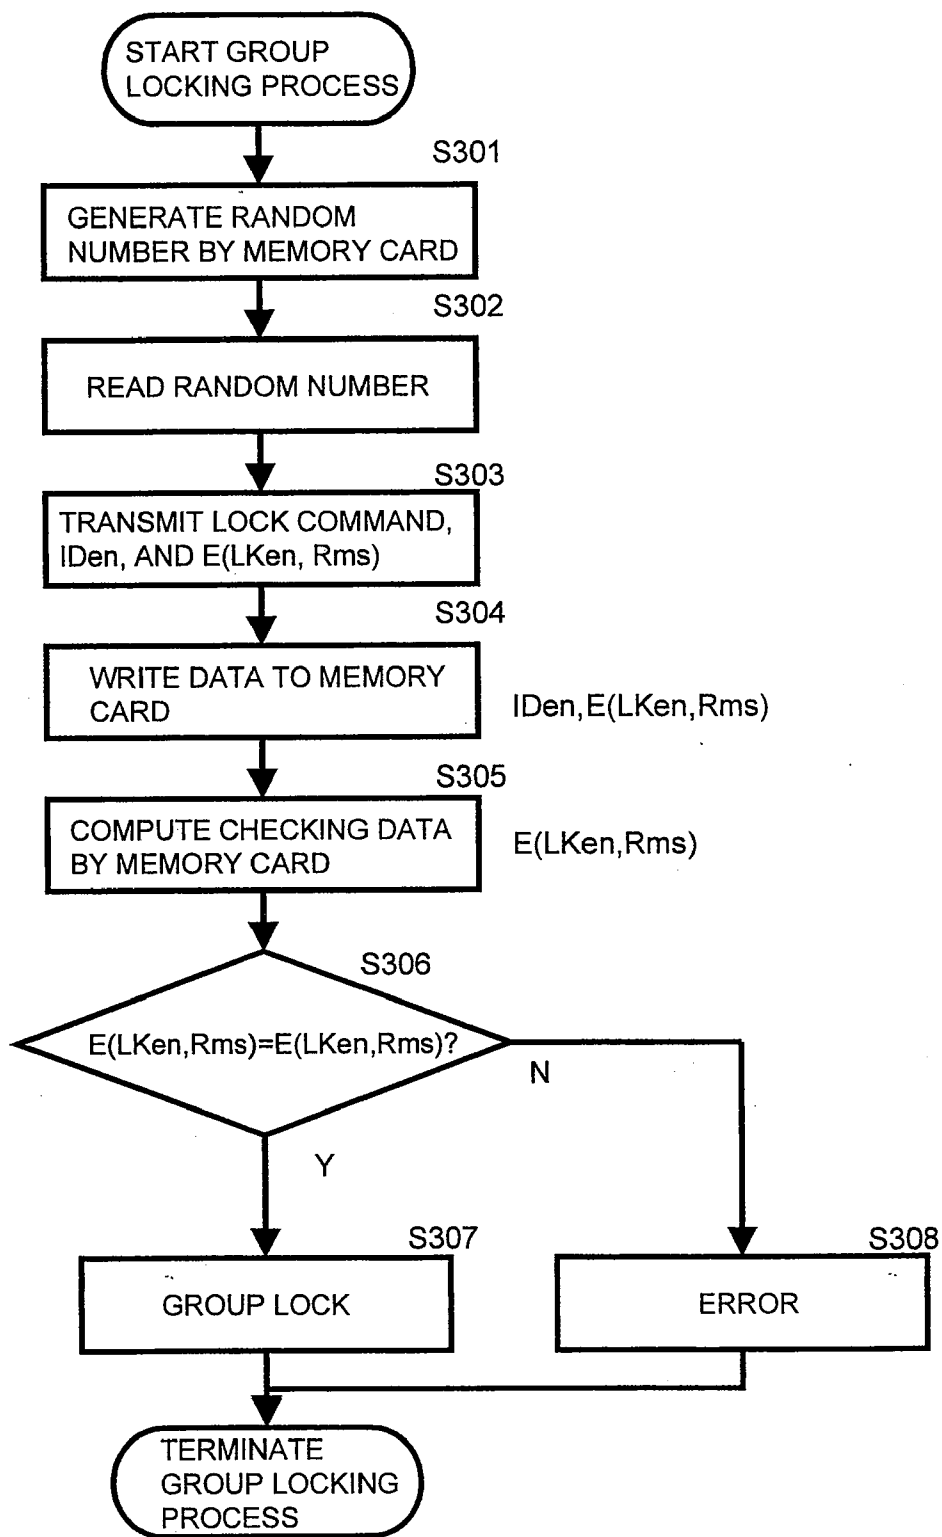 START GROUP
LOCKING PROCESS
S301
GENERATE RANDOM
NUMBER BY MEMORY CARD
S302
READ RANDOM NUMBER
S303
TRANSMIT LOCK COMMAND,
IDen, AND E(LKen, Rms)
S304
WRITE DATA TO MEMORY
CARD
IDen,E(LKen,Rms)
S305
COMPUTE CHECKING DATA
BY MEMORY CARD
E(LKen,Rms)
S306
E(LKen,Rms)=E(LKen,Rms)?
N
Y
S307
GROUP LOCK
S308
ERROR
TERMINATE
GROUP LOCKING
PROCESS